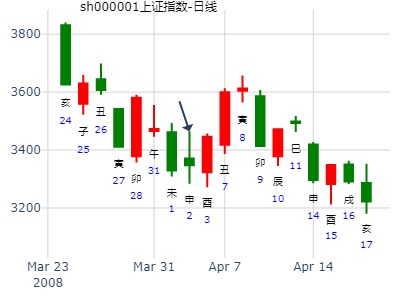 sh000001上证指数-日线
3800
3600
3400
3200
亥
24
子
25
丑
26
寅
27
卯
28
午
31
未
1
申
2
酉
3
丑
7
寅
8
卯
9
辰
10
巳
11
申
14
酉
15
戌
16
亥
17
Mar 23
2008
Mar 31
Apr 7
Apr 14